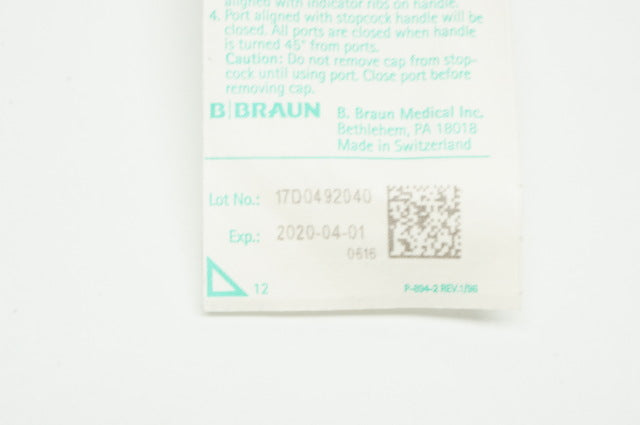 aligned with indicator ribs on handle.
4. Port aligned with stopcock handle will be
closed. All ports are closed when handle
is turned 45° from ports.
Caution: Do not remove cap from stop-
cock until using port. Close port before
removing cap.
B|BRAUN
B. Braun Medical Inc.
Bethlehem, PA 18018
Made in Switzerland
Lot No.: 17D0492040
Exp.: 2020-04-01
0516
12
P-894-2 REV.1/96